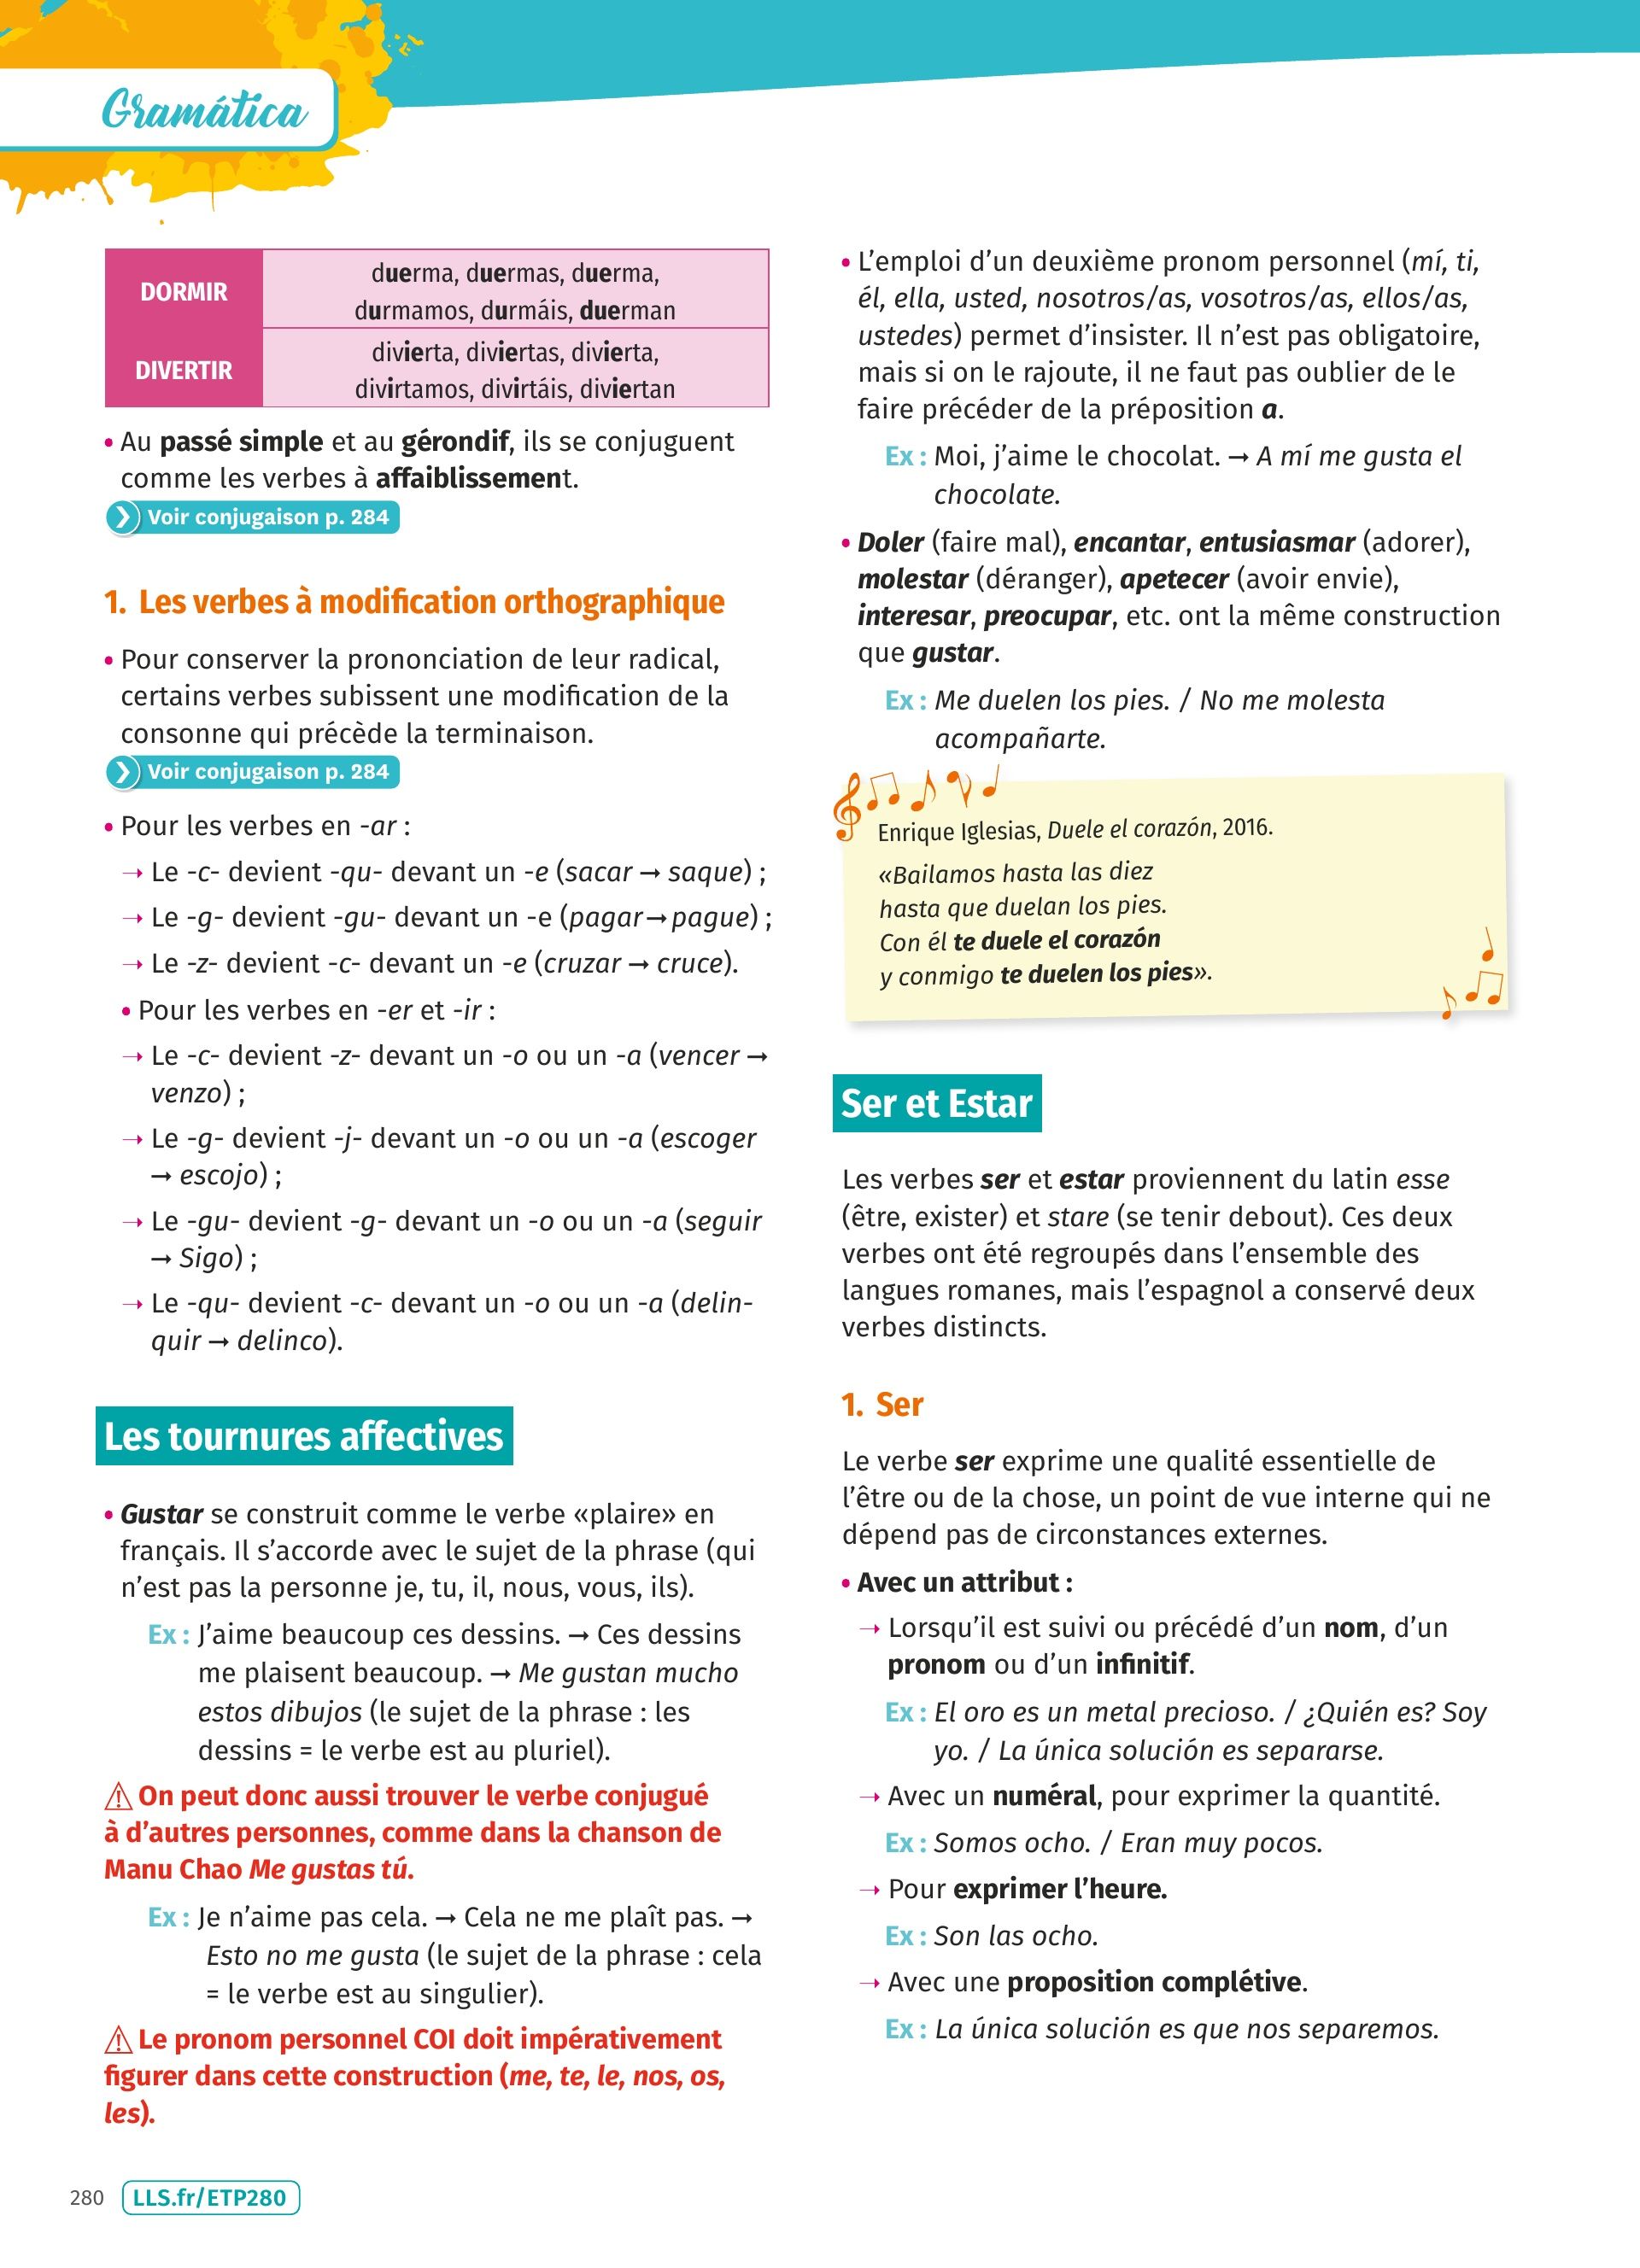 Gramática
DORMIR
duerma, duermas, duerma,
durmamos, durmáis, duerman
DIVERTIR
divierta, diviertas, divierta,
divirtamos, divirtáis, diviertan
• Au passé simple et au gérondif, ils se conjuguent
comme les verbes à affaiblissement.
Voir conjugaison p. 284
1. Les verbes à modification orthographique
• Pour conserver la prononciation de leur radical,
certains verbes subissent une modification de la
consonne qui précède la terminaison.
Voir conjugaison p. 284
• Pour les verbes en -ar :
→ Le -c- devient -qu- devant un -e (sacar → saque) ;
→ Le -g- devient -gu- devant un -e (pagar → pague) ;
→ Le -z- devient -c- devant un -e (cruzar → cruce).
• Pour les verbes en -er et -ir :
→ Le -c- devient -z- devant un -o ou un -a (vencer →
venzo) ;
→ Le -g- devient -j- devant un -o ou un -a (escoger
→ escojo) ;
→ Le -gu- devient -g- devant un -o ou un -a (seguir
→ Sigo) ;
→ Le -qu- devient -c- devant un -o ou un -a (delin-
quir → delinco).
Les tournures affectives
• Gustar se construit comme le verbe «plaire» en
français. Il s’accorde avec le sujet de la phrase (qui
n’est pas la personne je, tu, il, nous, vous, ils).
Ex : J’aime beaucoup ces dessins. → Ces dessins
me plaisent beaucoup. → Me gustan mucho
estos dibujos (le sujet de la phrase : les
dessins = le verbe est au pluriel).
⚠ On peut donc aussi trouver le verbe conjugué
à d’autres personnes, comme dans la chanson de
Manu Chao Me gustas tú.
Ex : Je n’aime pas cela. → Cela ne me plaît pas. →
Esto no me gusta (le sujet de la phrase : cela
= le verbe est au singulier).
⚠ Le pronom personnel COI doit impérativement
figurer dans cette construction (me, te, le, nos, os,
les).
• L’emploi d’un deuxième pronom personnel (mí, ti,
él, ella, usted, nosotros/as, vosotros/as, ellos/as,
ustedes) permet d’insister. Il n’est pas obligatoire,
mais si on le rajoute, il ne faut pas oublier de le
faire précéder de la préposition a.
Ex : Moi, j’aime le chocolat. → A mí me gusta el
chocolate.
• Doler (faire mal), encantar, entusiasmar (adorer),
molestar (déranger), apetecer (avoir envie),
interesar, preocupar, etc. ont la même construction
que gustar.
Ex : Me duelen los pies. / No me molesta
acompañarte.
Enrique Iglesias, Duele el corazón, 2016.
«Bailamos hasta las diez
hasta que duelan los pies.
Con él te duele el corazón
y conmigo te duelen los pies».
Ser et Estar
Les verbes ser et estar proviennent du latin esse
(être, exister) et stare (se tenir debout). Ces deux
verbes ont été regroupés dans l’ensemble des
langues romanes, mais l’espagnol a conservé deux
verbes distincts.
1. Ser
Le verbe ser exprime une qualité essentielle de
l’être ou de la chose, un point de vue interne qui ne
dépend pas de circonstances externes.
• Avec un attribut :
→ Lorsqu’il est suivi ou précédé d’un nom, d’un
pronom ou d’un infinitif.
Ex : El oro es un metal precioso. / ¿Quién es? Soy
yo. / La única solución es separarse.
→ Avec un numéral, pour exprimer la quantité.
Ex : Somos ocho. / Eran muy pocos.
→ Pour exprimer l’heure.
Ex : Son las ocho.
→ Avec une proposition complétive.
Ex : La única solución es que nos separemos.
280
LLS.fr/ETP280